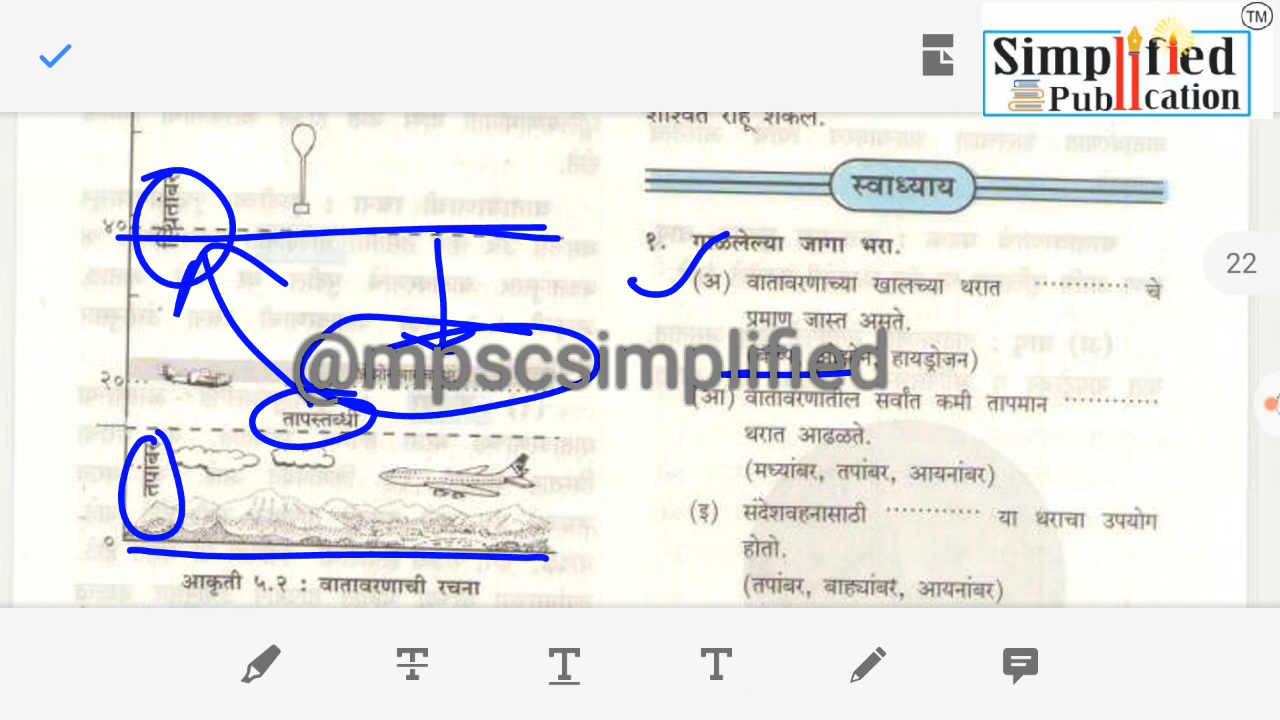 Simplified
Publication
TM
22
शाश्वत राहू शकेल.
स्वाध्याय
१. गाळलेल्या जागा भरा.
(अ) वातावरणाच्या खालच्या थरात ············· चे
प्रमाण जास्त असते.
हायड्रोजन)
(आ) वातावरणातील सर्वांत कमी तापमान ············
थरात आढळते.
(मध्यांबर, तपांबर, आयनांबर)
(इ) संदेशवहनासाठी ············ या थराचा उपयोग
होतो.
(तपांबर, बाह्यांबर, आयनांबर)
स्थितांबर
४०
@mpscsimplified
२०
तापस्तब्धी
तपांबर
०
आकृती ५.२ : वातावरणाची रचना